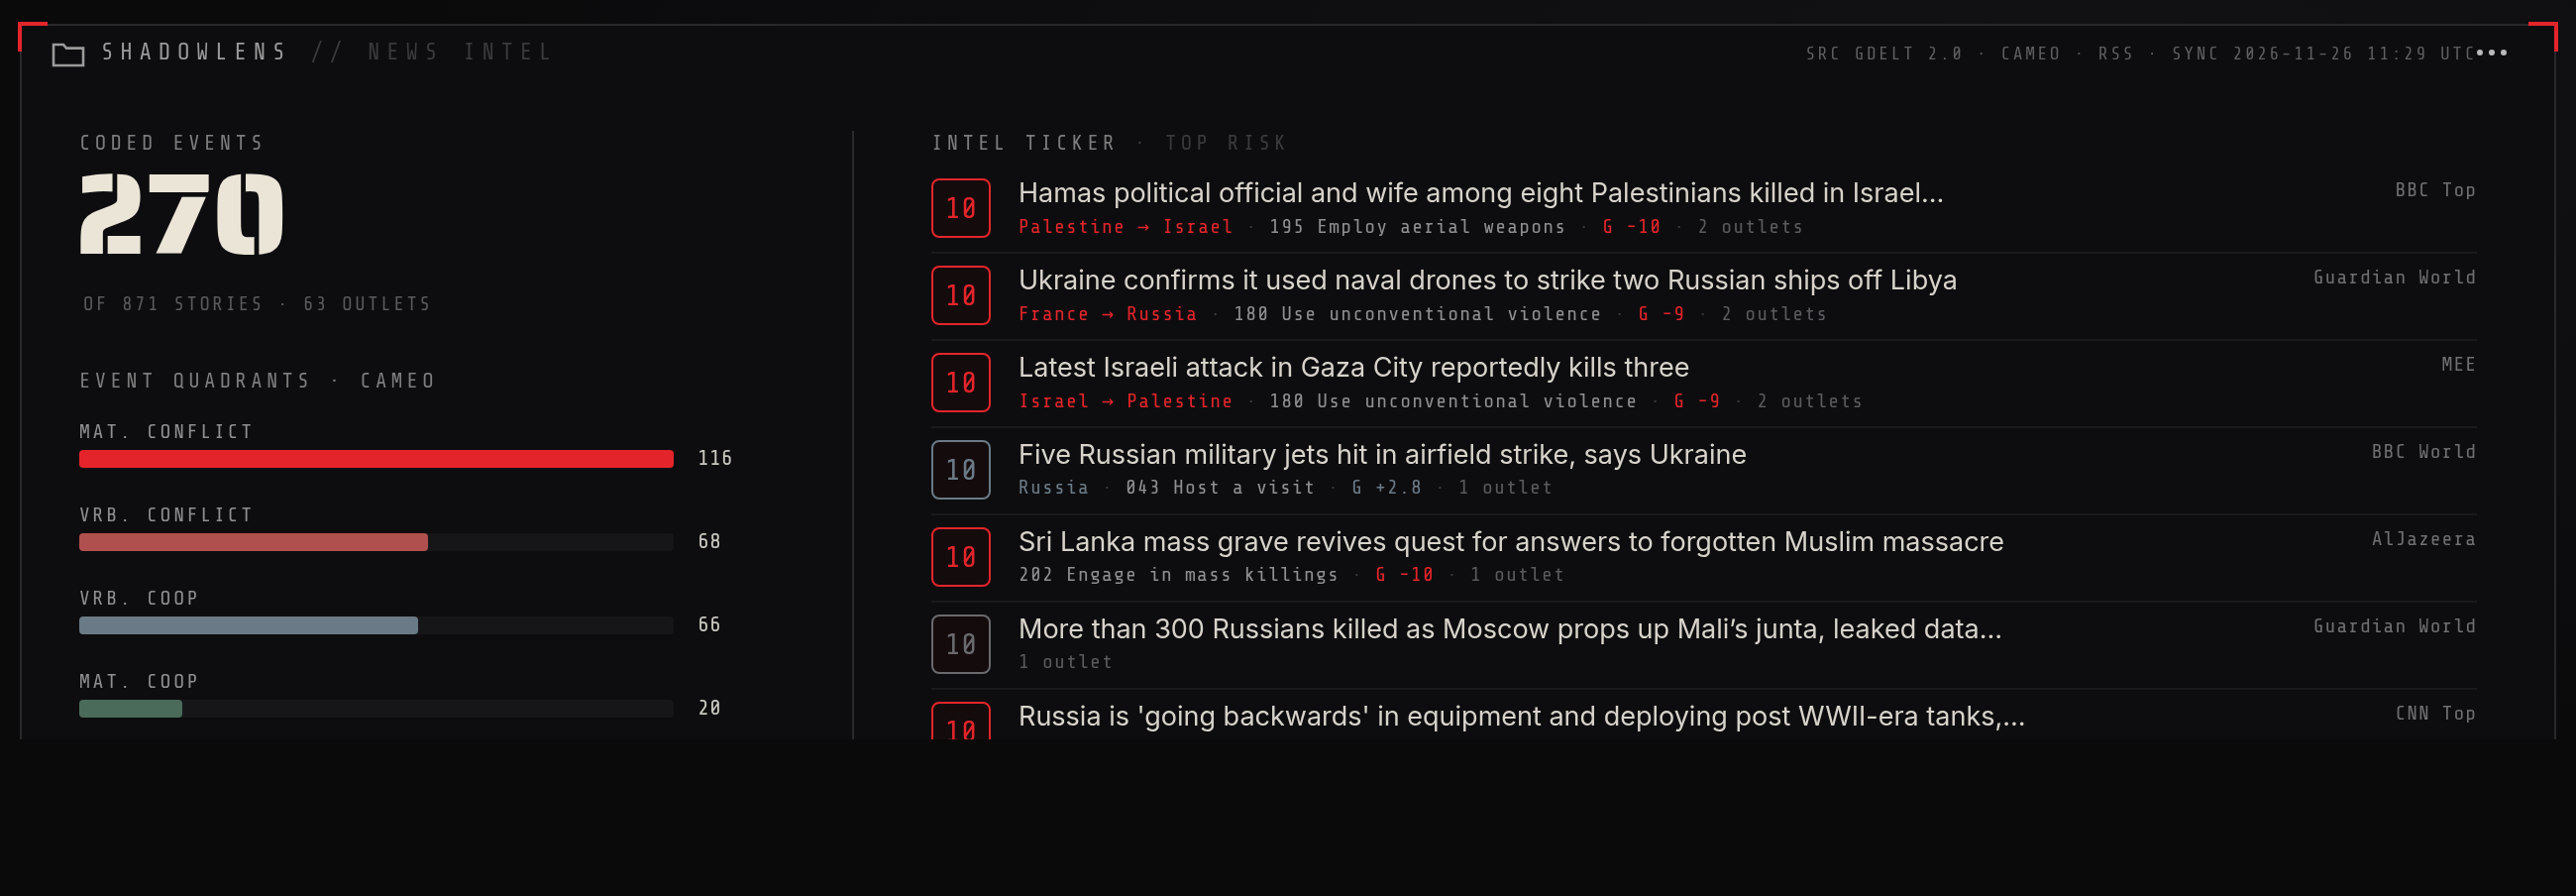 SHADOWLENS // NEWS INTEL
SRC GDELT 2.0 · CAMEO · RSS · SYNC 2026-11-26 11:29 UTC
CODED EVENTS
270
OF 871 STORIES · 63 OUTLETS
EVENT QUADRANTS · CAMEO
MAT. CONFLICT
116
VRB. CONFLICT
68
VRB. COOP
66
MAT. COOP
20
INTEL TICKER · TOP RISK
10
Hamas political official and wife among eight Palestinians killed in Israel...
BBC Top
Palestine → Israel · 195 Employ aerial weapons · G -10 · 2 outlets
10
Ukraine confirms it used naval drones to strike two Russian ships off Libya
Guardian World
France → Russia · 180 Use unconventional violence · G -9 · 2 outlets
10
Latest Israeli attack in Gaza City reportedly kills three
MEE
Israel → Palestine · 180 Use unconventional violence · G -9 · 2 outlets
10
Five Russian military jets hit in airfield strike, says Ukraine
BBC World
Russia · 043 Host a visit · G +2.8 · 1 outlet
10
Sri Lanka mass grave revives quest for answers to forgotten Muslim massacre
AlJazeera
202 Engage in mass killings · G -10 · 1 outlet
10
More than 300 Russians killed as Moscow props up Mali’s junta, leaked data...
Guardian World
1 outlet
10
Russia is 'going backwards' in equipment and deploying post WWII-era tanks,...
CNN Top